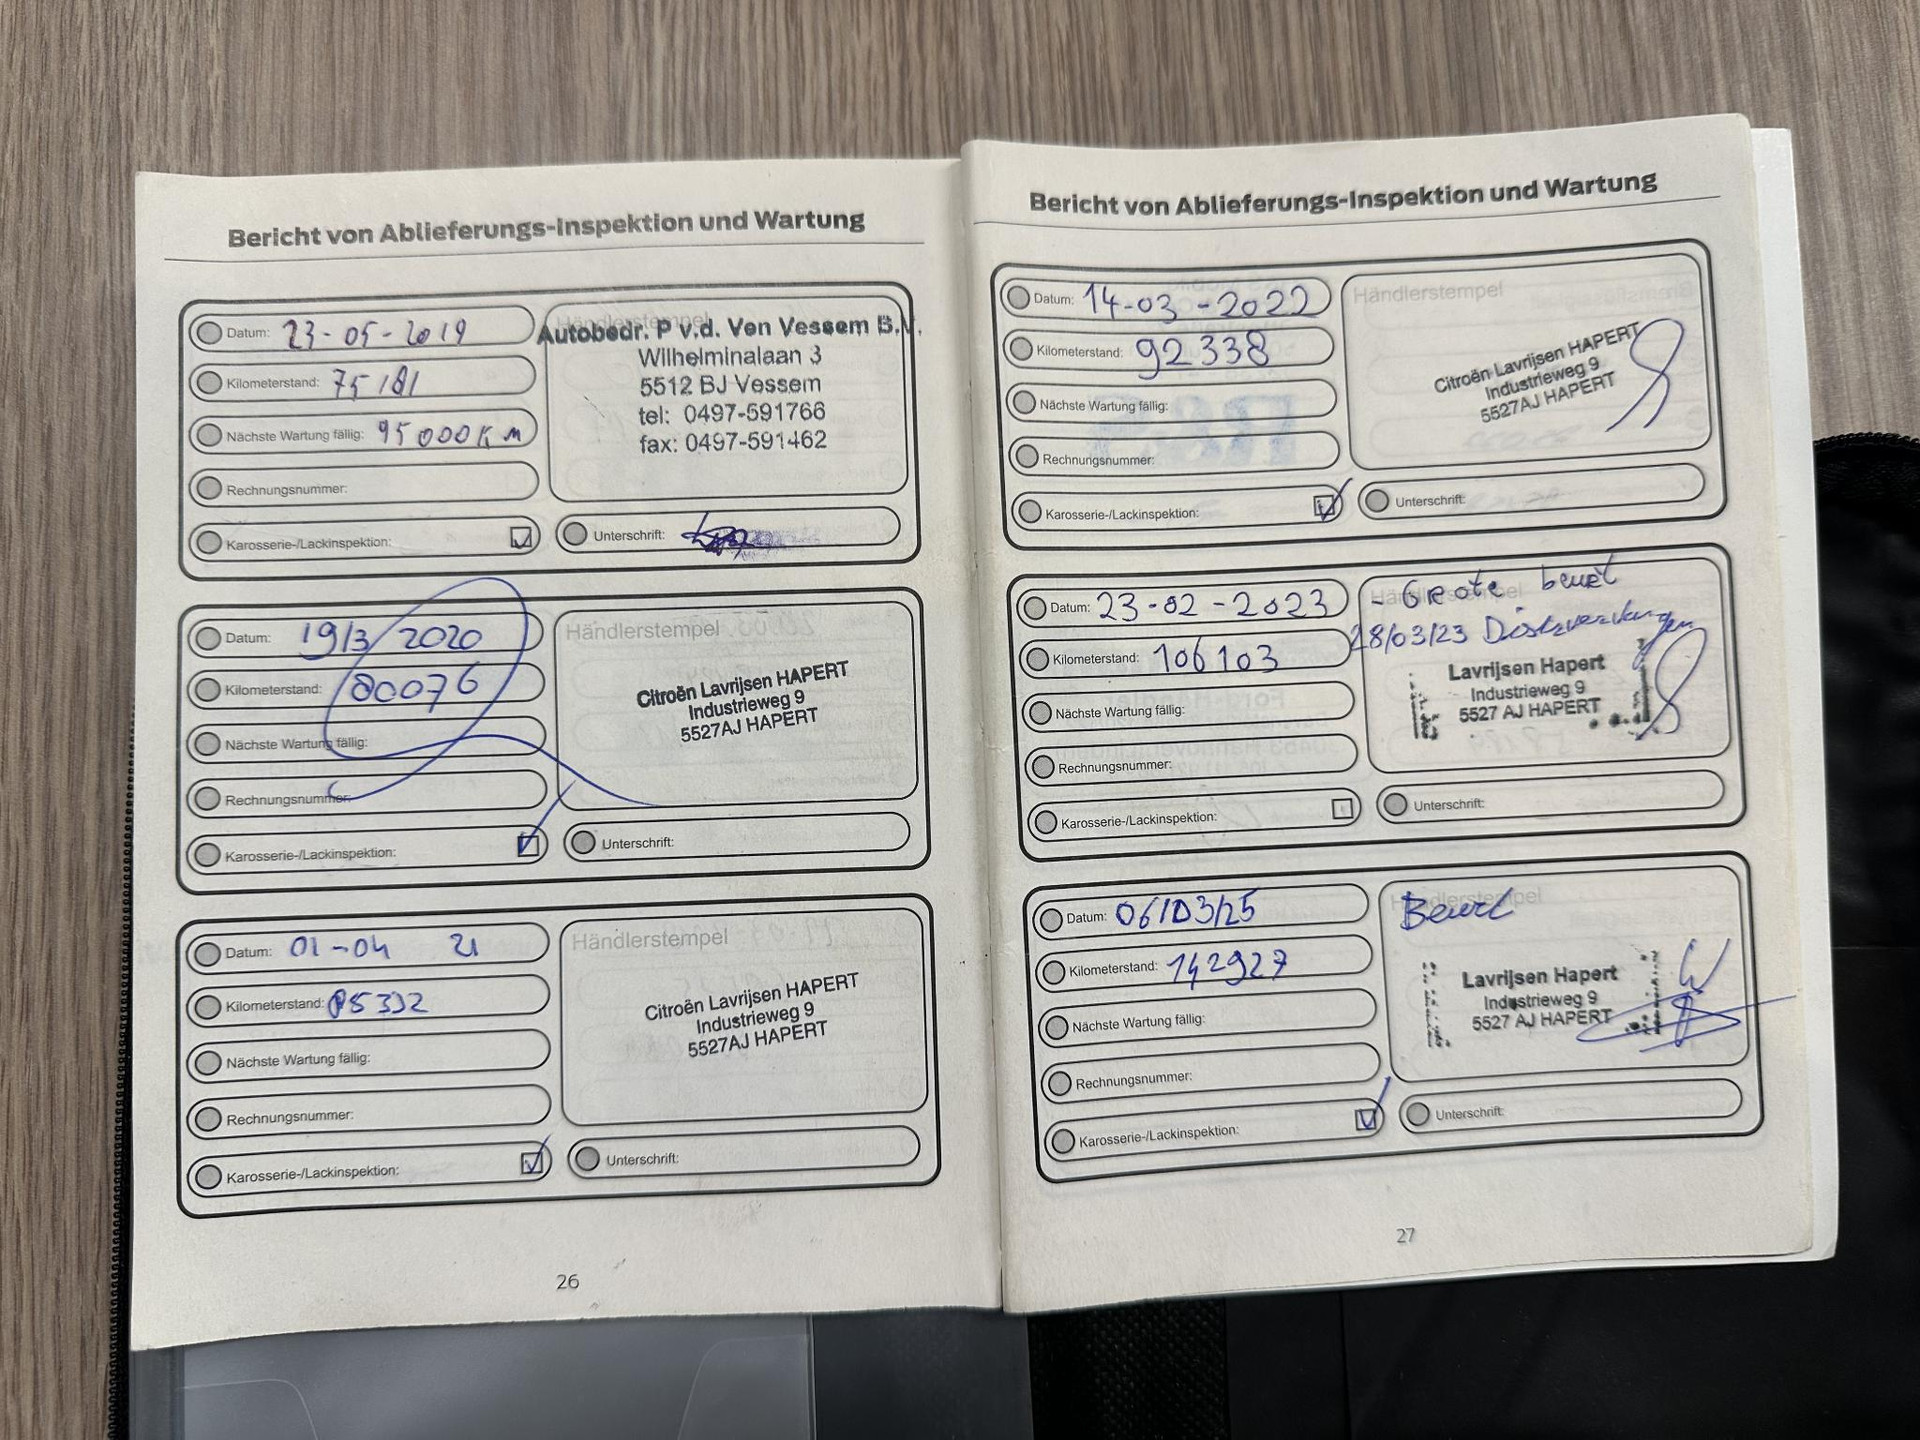 Bericht von Ablieferungs-Inspektion und Wartung
Datum: 23-05-2019
Kilometerstand: 75181
Nächste Wartung fällig: 95000 Km
Rechnungsnummer:
Karosserie-/Lackinspektion:
Händlerstempel
Autobedr. P v.d. Ven Vessem B.V.
Wilhelminalaan 3
5512 BJ Vessem
tel: 0497-591766
fax: 0497-591462
Unterschrift:
Datum: 19/3/2020
Kilometerstand: 80076
Nächste Wartung fällig:
Rechnungsnummer:
Karosserie-/Lackinspektion:
Händlerstempel
Citroën Lavrijsen HAPERT
Industrieweg 9
5527AJ HAPERT
Unterschrift:
Datum: 01-04 21
Kilometerstand:
Nächste Wartung fällig:
Rechnungsnummer:
Karosserie-/Lackinspektion:
Händlerstempel
Citroën Lavrijsen HAPERT
Industrieweg 9
5527AJ HAPERT
Unterschrift:
26
Bericht von Ablieferungs-Inspektion und Wartung
Datum: 14-03-2022
Kilometerstand: 92338
Nächste Wartung fällig:
Rechnungsnummer:
Karosserie-/Lackinspektion:
Händlerstempel
Citroën Lavrijsen HAPERT
Industrieweg 9
5527AJ HAPERT
Unterschrift:
Datum: 23-02-2023
Kilometerstand: 106103
Nächste Wartung fällig:
Rechnungsnummer:
Karosserie-/Lackinspektion:
Händlerstempel
- Grote beurt
28/03/23
Lavrijsen Hapert
Industrieweg 9
5527 AJ HAPERT
Unterschrift:
Datum: 06/03/25
Kilometerstand: 142927
Nächste Wartung fällig:
Rechnungsnummer:
Karosserie-/Lackinspektion:
Händlerstempel
Beurt
Lavrijsen Hapert
Industrieweg 9
5527 AJ HAPERT
Unterschrift:
27